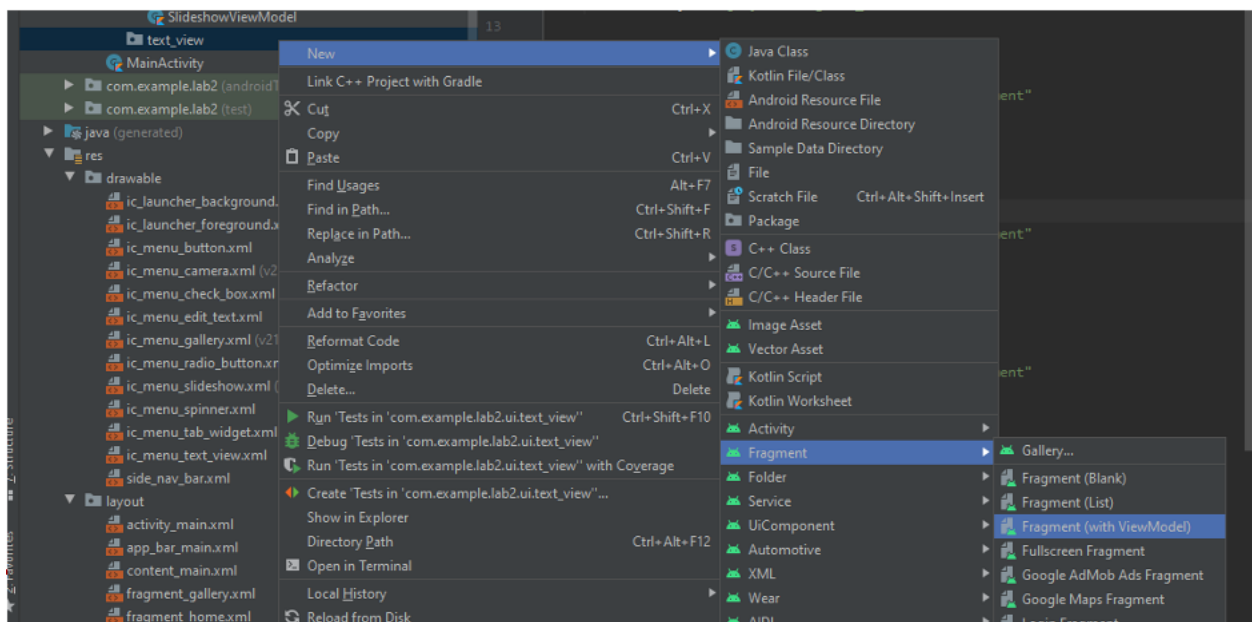 SlideshowViewModel
text_view
MainActivity
com.example.lab2 (androidT
com.example.lab2 (test)
java (generated)
res
drawable
ic_launcher_background.
ic_launcher_foreground.x
ic_menu_button.xml
ic_menu_camera.xml (v2
ic_menu_check_box.xml
ic_menu_edit_text.xml
ic_menu_gallery.xml (v21
ic_menu_radio_button.xr
ic_menu_slideshow.xml (
ic_menu_spinner.xml
ic_menu_tab_widget.xml
ic_menu_text_view.xml
side_nav_bar.xml
layout
activity_main.xml
app_bar_main.xml
content_main.xml
fragment_gallery.xml
fragment_home.xml
Z: Structure
2: Favorites
13
ent"
ent"
ent"
New
Link C++ Project with Gradle
Cut Ctrl+X
Copy
Paste Ctrl+V
Find Usages Alt+F7
Find in Path... Ctrl+Shift+F
Replace in Path... Ctrl+Shift+R
Analyze
Refactor
Add to Favorites
Reformat Code Ctrl+Alt+L
Optimize Imports Ctrl+Alt+O
Delete... Delete
Run 'Tests in 'com.example.lab2.ui.text_view'' Ctrl+Shift+F10
Debug 'Tests in 'com.example.lab2.ui.text_view''
Run 'Tests in 'com.example.lab2.ui.text_view'' with Coverage
Create 'Tests in 'com.example.lab2.ui.text_view''...
Show in Explorer
Directory Path Ctrl+Alt+F12
Open in Terminal
Local History
Reload from Disk
Java Class
Kotlin File/Class
Android Resource File
Android Resource Directory
Sample Data Directory
File
Scratch File Ctrl+Alt+Shift+Insert
Package
C++ Class
C/C++ Source File
C/C++ Header File
Image Asset
Vector Asset
Kotlin Script
Kotlin Worksheet
Activity
Fragment
Folder
Service
UiComponent
Automotive
XML
Wear
AIDL
Gallery...
Fragment (Blank)
Fragment (List)
Fragment (with ViewModel)
Fullscreen Fragment
Google AdMob Ads Fragment
Google Maps Fragment
Login Fragment